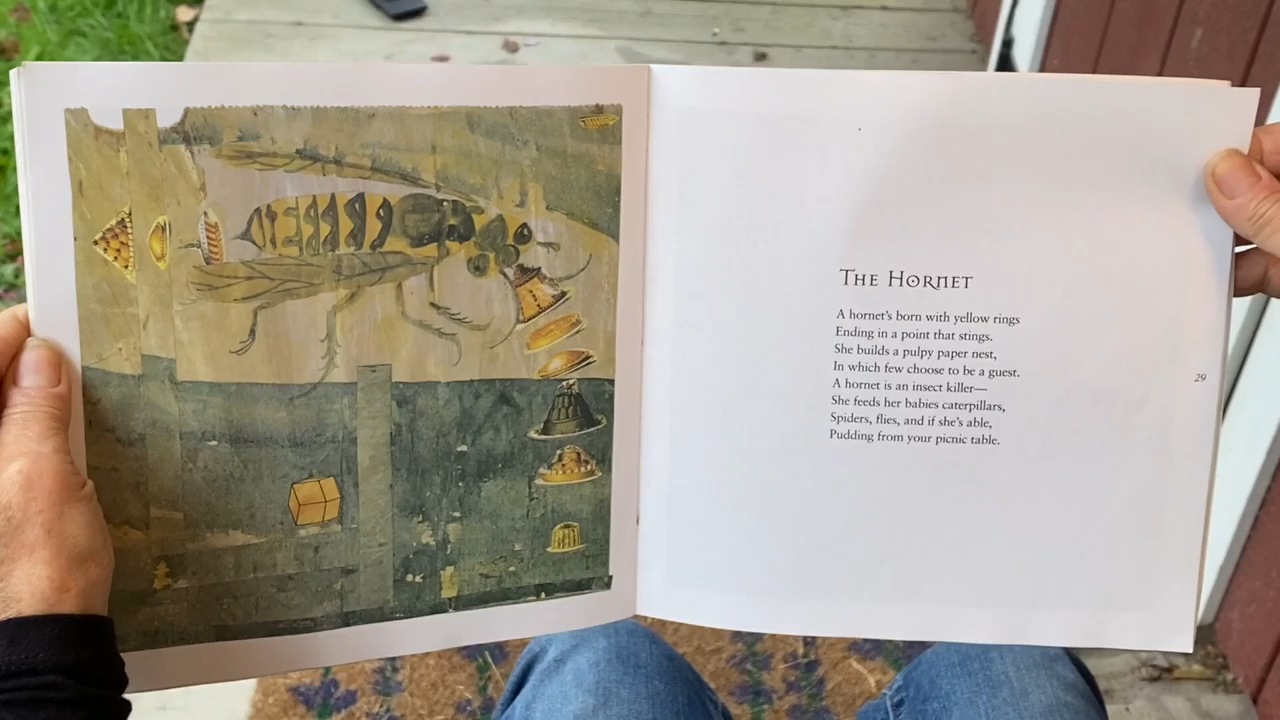 The Hornet
A hornet's born with yellow rings
Ending in a point that stings.
She builds a pulpy paper nest,
In which few choose to be a guest.
A hornet is an insect killer—
She feeds her babies caterpillars,
Spiders, flies, and if she's able,
Pudding from your picnic table.
29